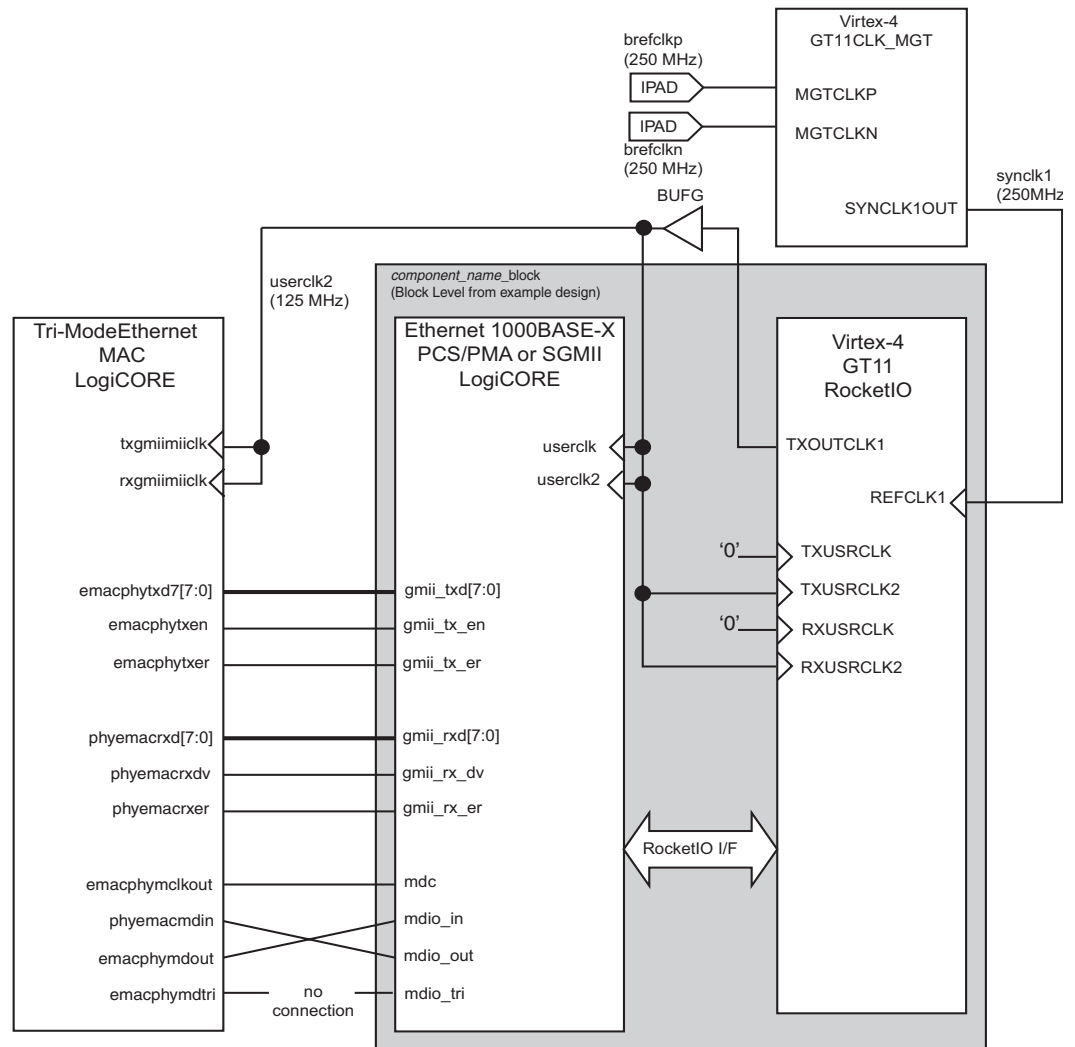 Virtex-4
GT11CLK_MGT
brefclkp
(250 MHz)
IPAD
MGTCLKP
IPAD
MGTCLKN
brefclkn
(250 MHz)
synclk1
(250MHz
BUFG
SYNCLK1OUT
userclk2
(125 MHz)
component_name_block
(Block Level from example design)
Tri-ModeEthernet
MAC
LogiCORE
Ethernet 1000BASE-X
PCS/PMA or SGMII
LogiCORE
Virtex-4
GT11
RocketIO
txgmiimiiclk
userclk
TXOUTCLK1
rxgmiimiiclk
userclk2
REFCLK1
'0'
TXUSRCLK
emacphytxd7[7:0]
gmii_txd[7:0]
TXUSRCLK2
emacphytxen
gmii_tx_en
'0'
RXUSRCLK
emacphytxer
gmii_tx_er
RXUSRCLK2
phyemacrxd[7:0]
gmii_rxd[7:0]
phyemacrxdv
gmii_rx_dv
phyemacrxer
gmii_rx_er
RocketIO I/F
emacphymclkout
mdc
phyemacmdin
mdio_in
emacphymdout
mdio_out
emacphymdtri
no
connection
mdio_tri